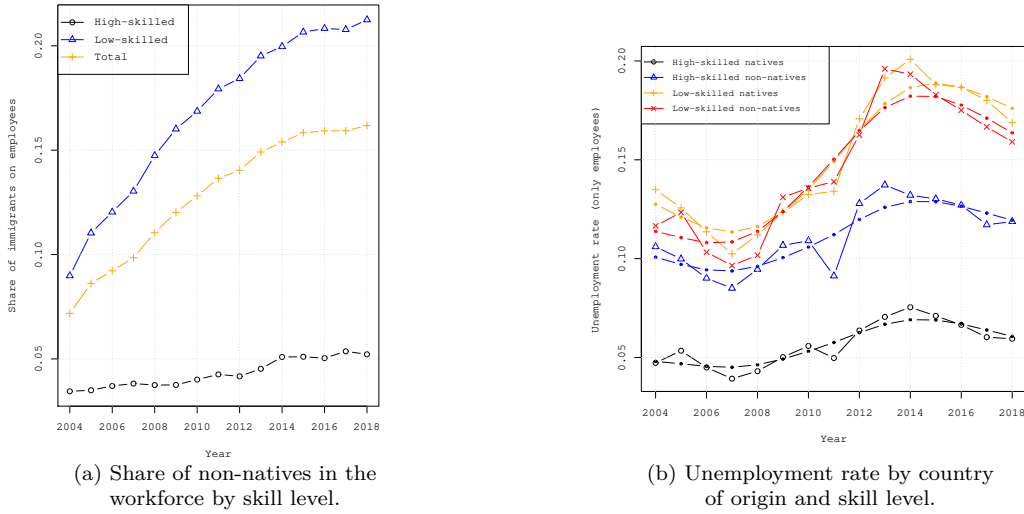 High-skilled
Low-skilled
Total
Share of immigrants on employees
0.20
0.15
0.10
0.05
2004 2006 2008 2010 2012 2014 2016 2018
Year
(a) Share of non-natives in the
workforce by skill level.
High-skilled natives
High-skilled non-natives
Low-skilled natives
Low-skilled non-natives
Unemployment rate (only employees)
0.20
0.15
0.10
0.05
2004 2006 2008 2010 2012 2014 2016 2018
Year
(b) Unemployment rate by country
of origin and skill level.